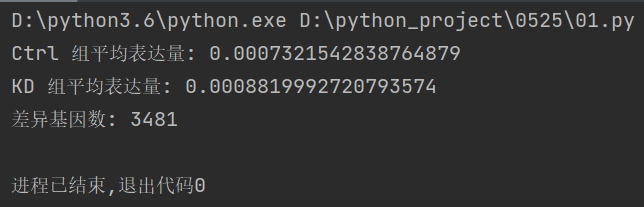 D:\python3.6\python.exe D:\python_project\0525\01.py
Ctrl 组平均表达量: 0.0007321542838764879
KD 组平均表达量: 0.0008819992720793574
差异基因数: 3481
进程已结束,退出代码0